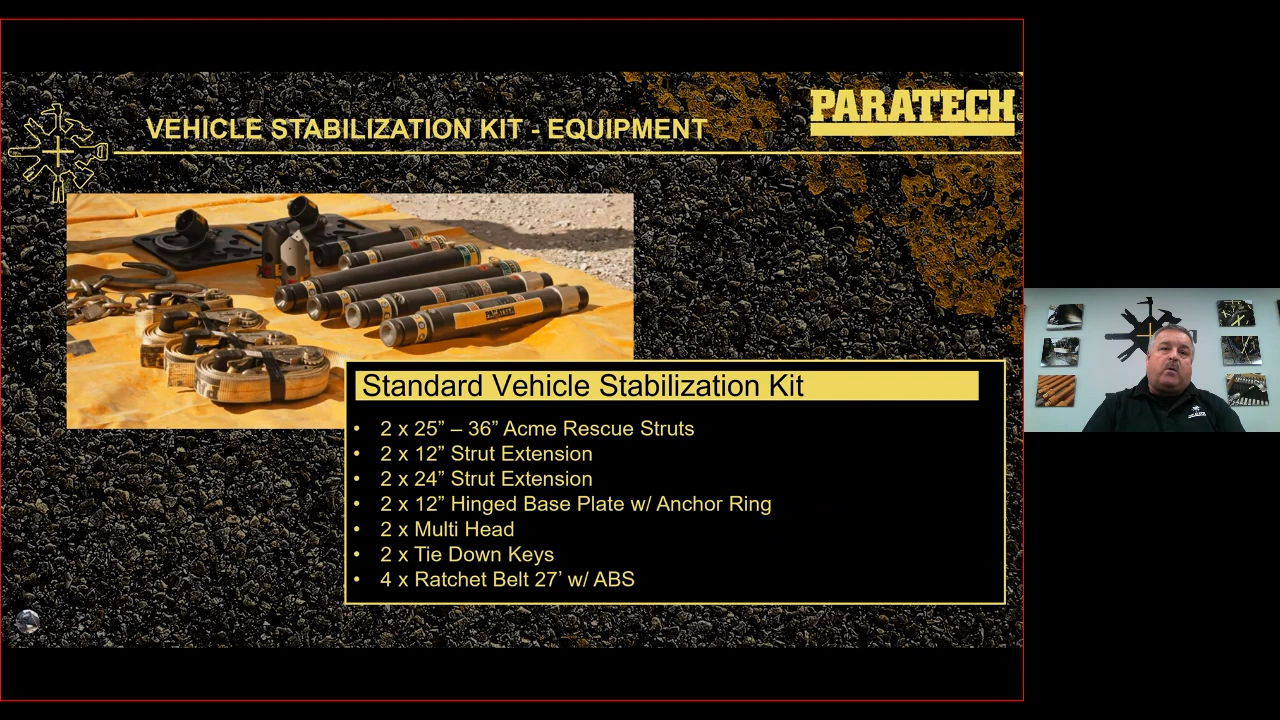 PARATECH
VEHICLE STABILIZATION KIT - EQUIPMENT
PARATECH
Standard Vehicle Stabilization Kit
• 2 x 25” – 36” Acme Rescue Struts
• 2 x 12” Strut Extension
• 2 x 24” Strut Extension
• 2 x 12” Hinged Base Plate w/ Anchor Ring
• 2 x Multi Head
• 2 x Tie Down Keys
• 4 x Ratchet Belt 27’ w/ ABS